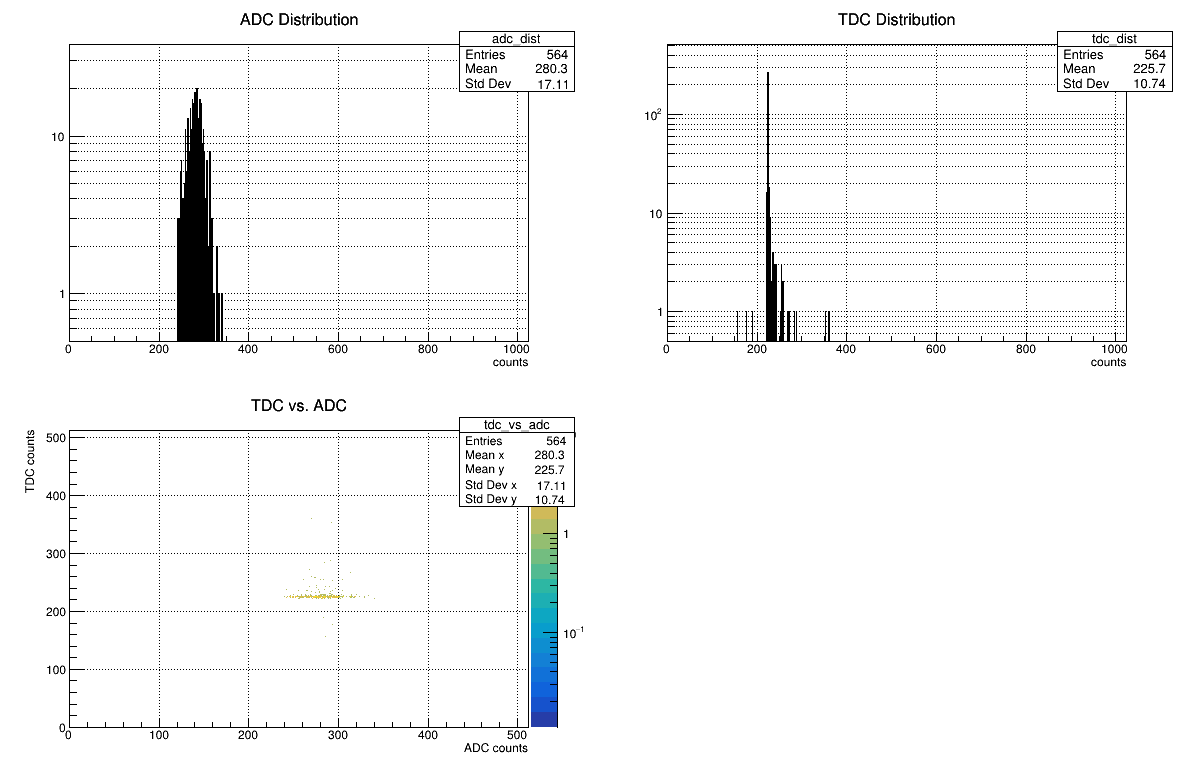 ADC Distribution
adc_dist
Entries 564
Mean 280.3
Std Dev 17.11
10
1
0 200 400 600 800 1000
counts
TDC Distribution
tdc_dist
Entries 564
Mean 225.7
Std Dev 10.74
10²
10
1
0 200 400 600 800 1000
counts
TDC vs. ADC
tdc_vs_adc
Entries 564
Mean x 280.3
Mean y 225.7
Std Dev x 17.11
Std Dev y 10.74
TDC counts
500
400
300
200
100
0
0 100 200 300 400 500
ADC counts
1
10⁻¹